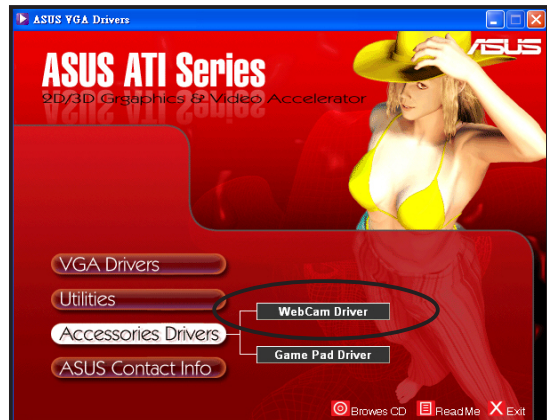 ASUS VGA Drivers
ASUS
ASUS ATI Series
2D/3D Grgaphics & Video Accelerator
VGA Drivers
Utilities
WebCam Driver
Accessories Drivers
Game Pad Driver
ASUS Contact Info
Browes CD ReadMe Exit